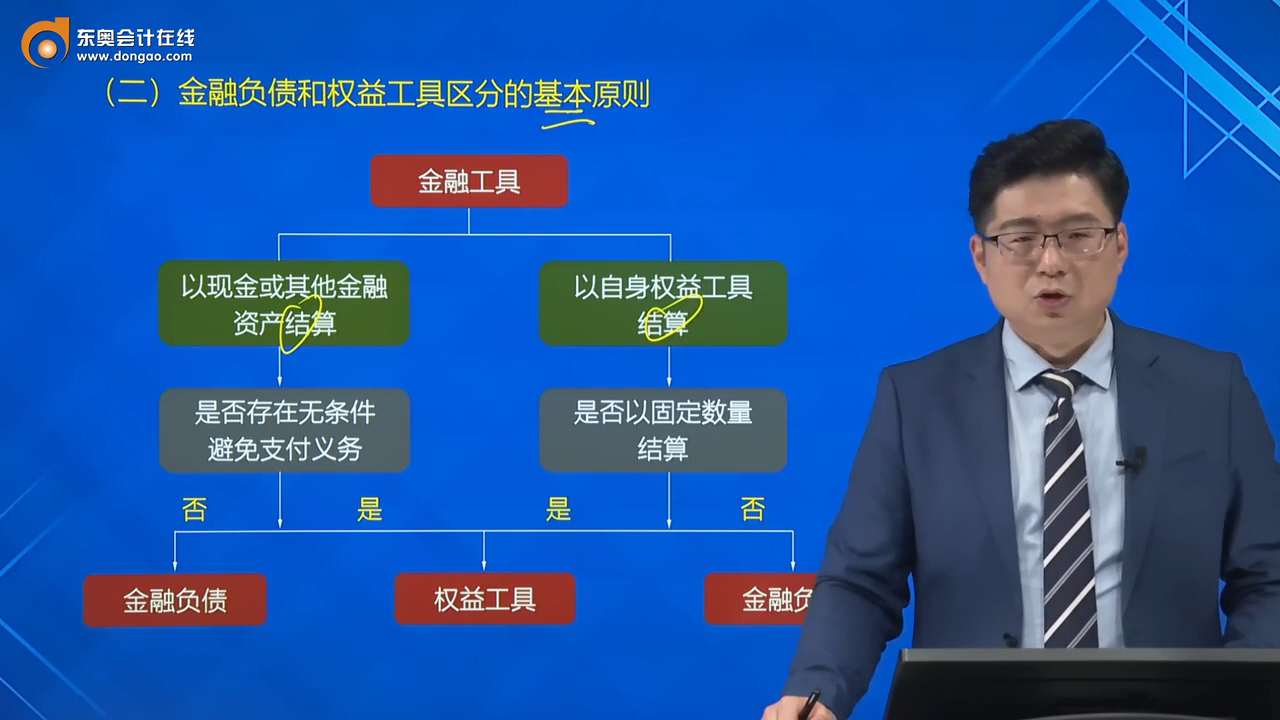 东奥会计在线
www.dongao.com
（二）金融负债和权益工具区分的基本原则
金融工具
以现金或其他金融
资产结算
以自身权益工具
结算
是否存在无条件
避免支付义务
是否以固定数量
结算
否
是
是
否
金融负债
权益工具
金融负